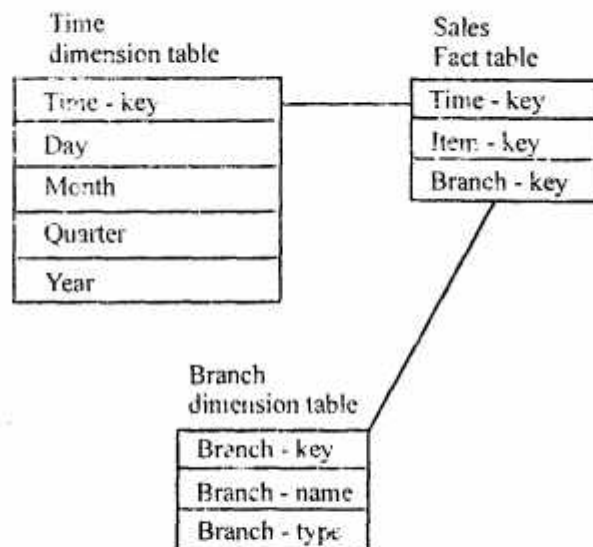 Time
dimension table
Time - key
Day
Month
Quarter
Year
Sales
Fact table
Time - key
Item - key
Branch - key
Branch
dimension table
Branch - key
Branch - name
Branch - type